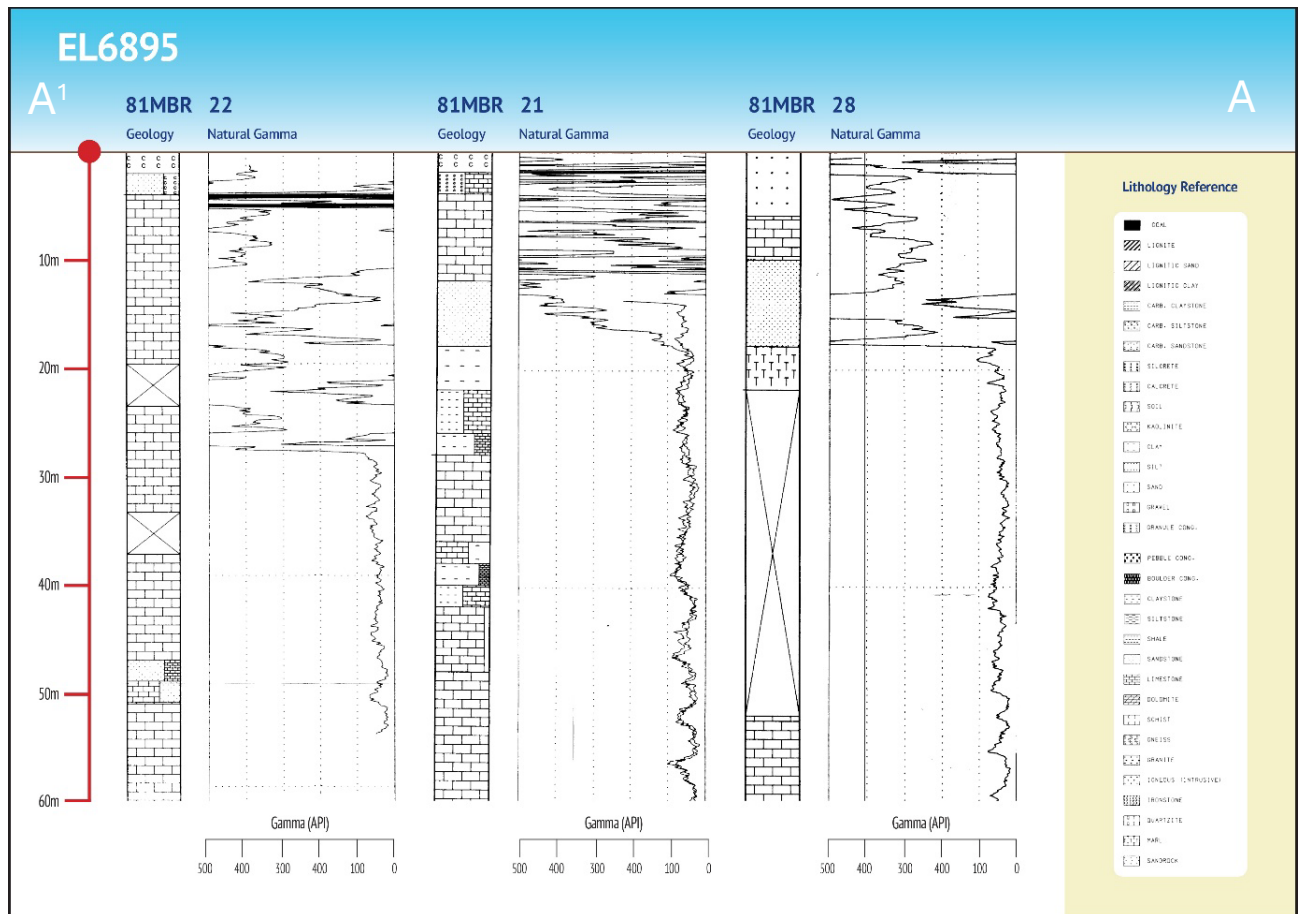 EL6895
A¹ A
81MBR 22 81MBR 21 81MBR 28
Geology Natural Gamma Geology Natural Gamma Geology Natural Gamma
10m
20m
30m
40m
50m
60m
Gamma (API) Gamma (API) Gamma (API)
500 400 300 200 100 0 500 400 300 200 100 0 500 400 300 200 100 0
Lithology Reference
COAL
LIGNITE
LIGNITIC SAND
LIGNITIC CLAY
CARB. CLAYSTONE
CARB. SILTSTONE
CARB. SANDSTONE
SILCRETE
CALCRETE
SOIL
KAOLINITE
CLAY
SILT
SAND
GRAVEL
GRANULE CONG.
PEBBLE CONG.
BOULDER CONG.
CLAYSTONE
SILTSTONE
SHALE
SANDSTONE
LIMESTONE
DOLOMITE
SCHIST
GNEISS
GRANITE
IGNEOUS (INTRUSIVE)
IRONSTONE
QUARTZITE
MARL
SANDROCK